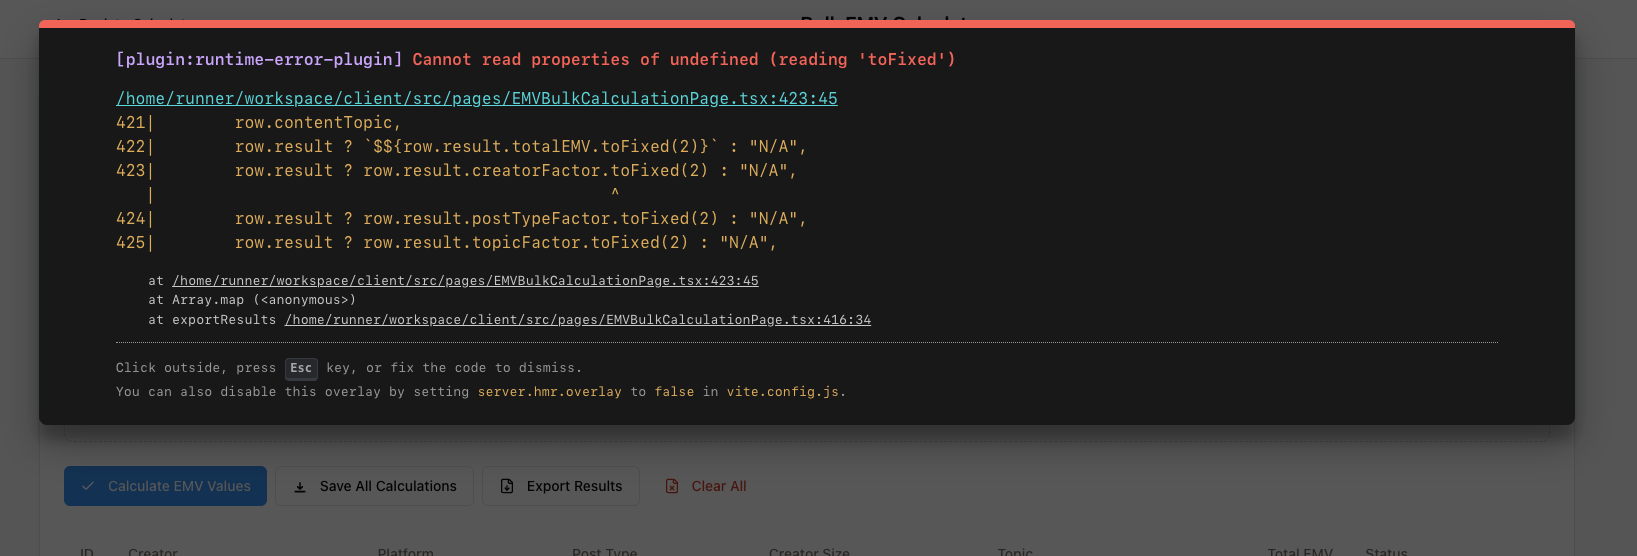 [plugin:runtime-error-plugin] Cannot read properties of undefined (reading 'toFixed')
/home/runner/workspace/client/src/pages/EMVBulkCalculationPage.tsx:423:45
421|        row.contentTopic,
422|        row.result ? `$${row.result.totalEMV.toFixed(2)}` : "N/A",
423|        row.result ? row.result.creatorFactor.toFixed(2) : "N/A",
   |                                              ^
424|        row.result ? row.result.postTypeFactor.toFixed(2) : "N/A",
425|        row.result ? row.result.topicFactor.toFixed(2) : "N/A",
at /home/runner/workspace/client/src/pages/EMVBulkCalculationPage.tsx:423:45
at Array.map (<anonymous>)
at exportResults /home/runner/workspace/client/src/pages/EMVBulkCalculationPage.tsx:416:34
Click outside, press Esc key, or fix the code to dismiss.
You can also disable this overlay by setting server.hmr.overlay to false in vite.config.js.
Calculate EMV Values Save All Calculations Export Results Clear All
ID Creator Platform Post Type Creator Size Topic Total EMV Status